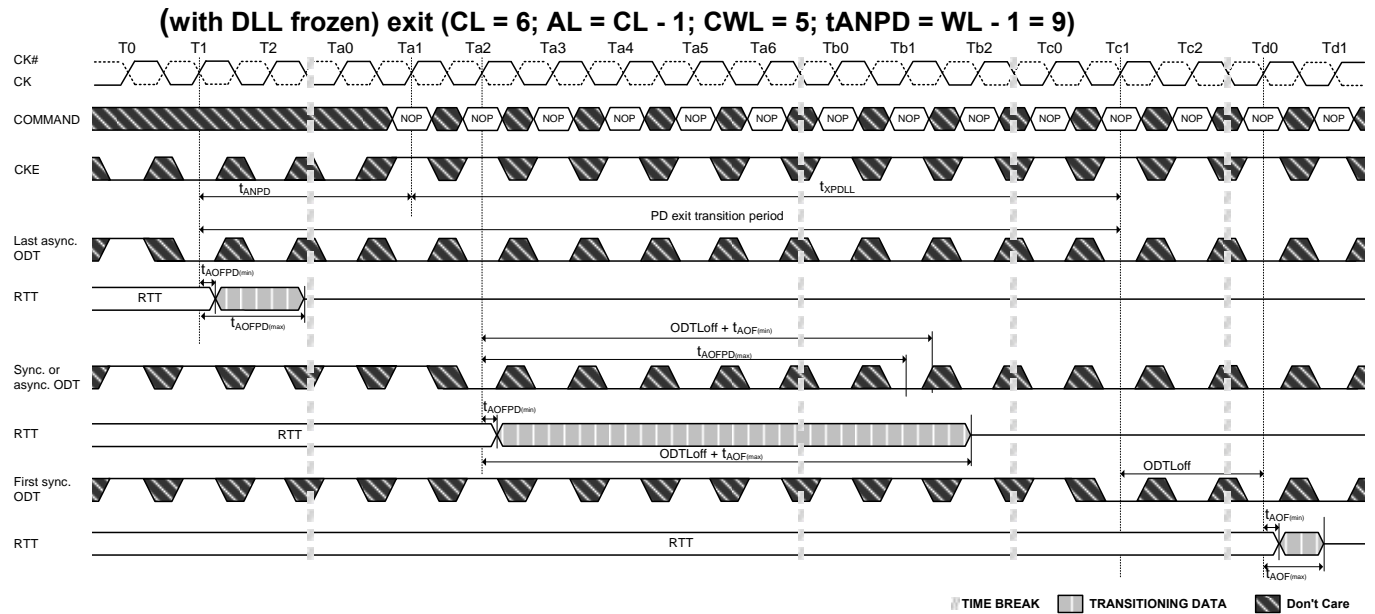 (with DLL frozen) exit (CL = 6; AL = CL - 1; CWL = 5; tANPD = WL - 1 = 9)
T0 T1 T2 Ta0 Ta1 Ta2 Ta3 Ta4 Ta5 Ta6 Tb0 Tb1 Tb2 Tc0 Tc1 Tc2 Td0 Td1
CK#
CK
COMMAND NOP NOP NOP NOP NOP NOP NOP NOP NOP NOP NOP NOP NOP NOP
CKE
tANPD tXPDLL
PD exit transition period
Last async.
ODT
tAOFPD(min)
RTT RTT
tAOFPD(max)
ODTLoff + tAOF(min)
tAOFPD(max)
Sync. or
async. ODT
tAOFPD(min)
RTT RTT
ODTLoff + tAOF(max)
ODTLoff
First sync.
ODT
tAOF(min)
RTT RTT
tAOF(max)
TIME BREAK TRANSITIONING DATA Don't Care